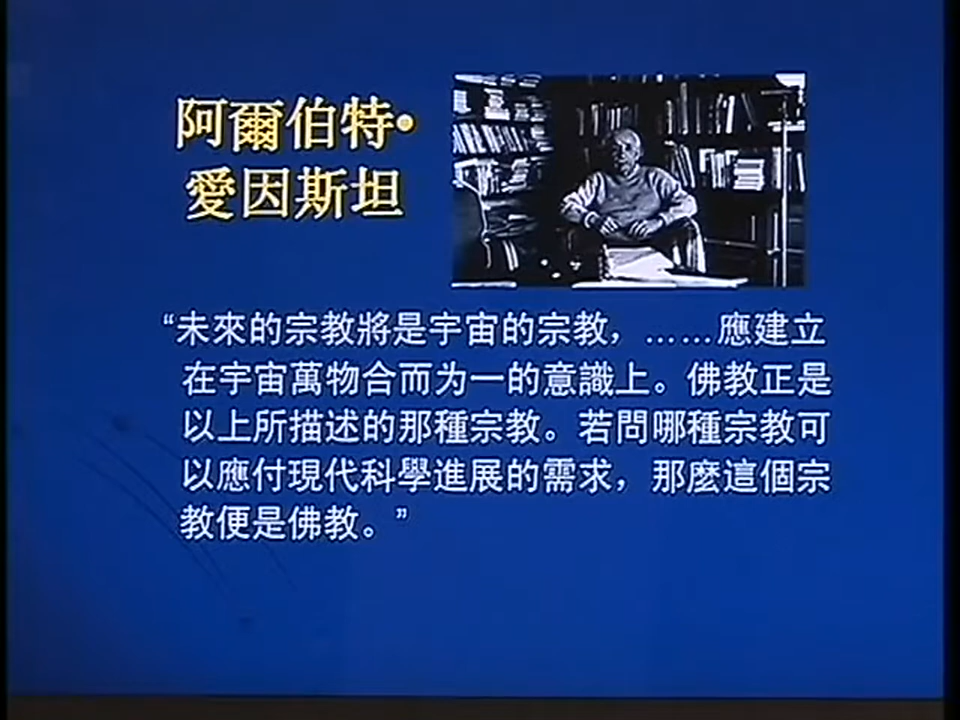 阿爾伯特•
愛因斯坦
“未來的宗教將是宇宙的宗教，……應建立
在宇宙萬物合而为一的意識上。佛教正是
以上所描述的那種宗教。若問哪種宗教可
以應付現代科學進展的需求，那麼這個宗
教便是佛教。”